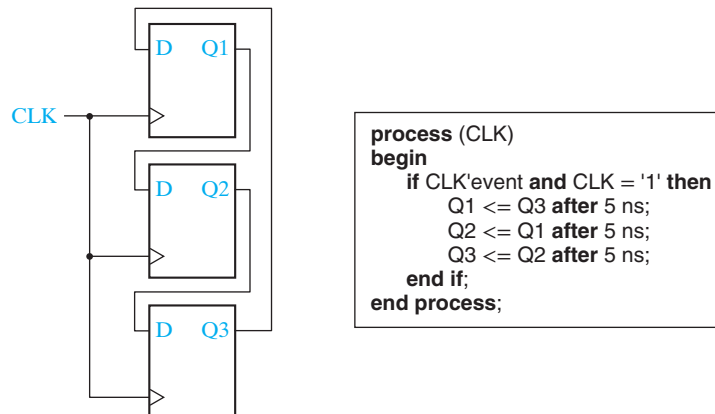 D Q1
CLK
D Q2
D Q3
process (CLK)
begin
if CLK'event and CLK = '1' then
Q1 <= Q3 after 5 ns;
Q2 <= Q1 after 5 ns;
Q3 <= Q2 after 5 ns;
end if;
end process;